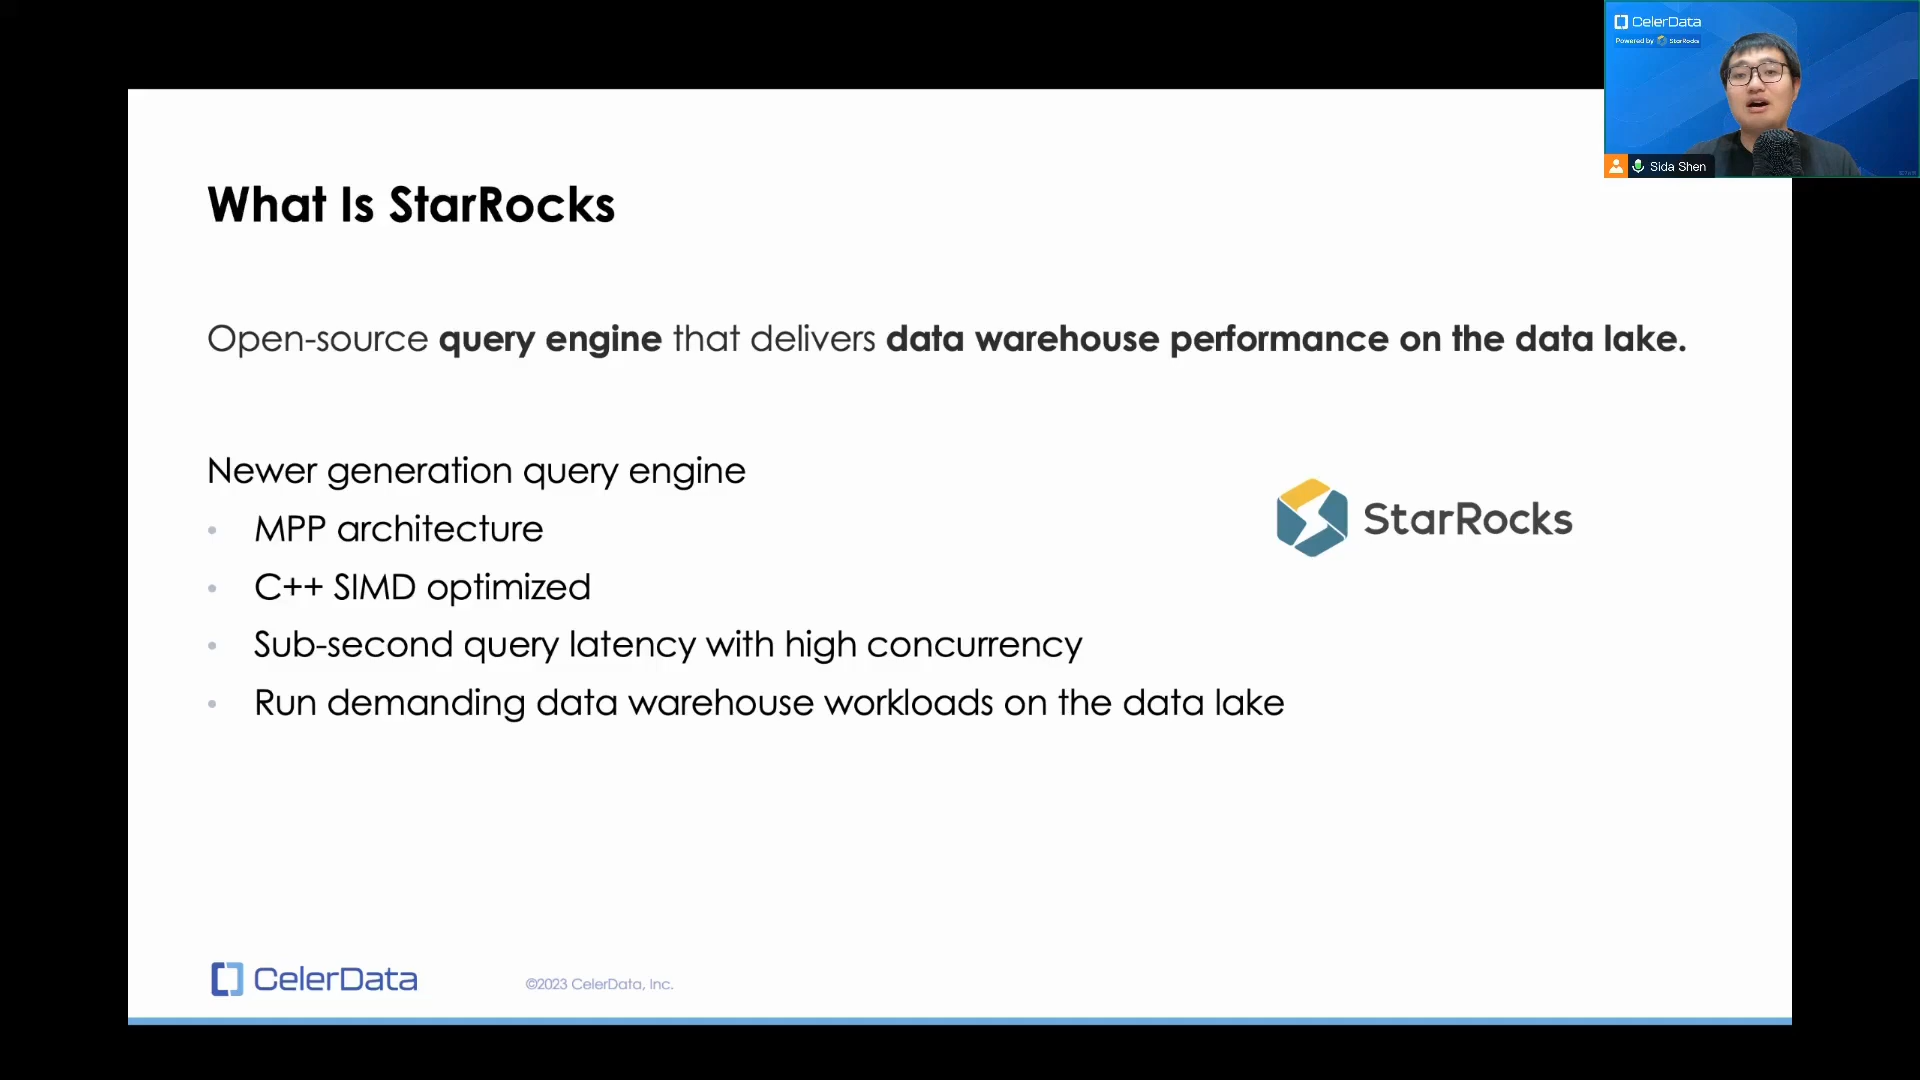 CelerData
Powered by StarRocks
Sida Shen
What Is StarRocks
Open-source query engine that delivers data warehouse performance on the data lake.
Newer generation query engine
• MPP architecture
• C++ SIMD optimized
• Sub-second query latency with high concurrency
• Run demanding data warehouse workloads on the data lake
StarRocks
CelerData
©2023 CelerData, Inc.